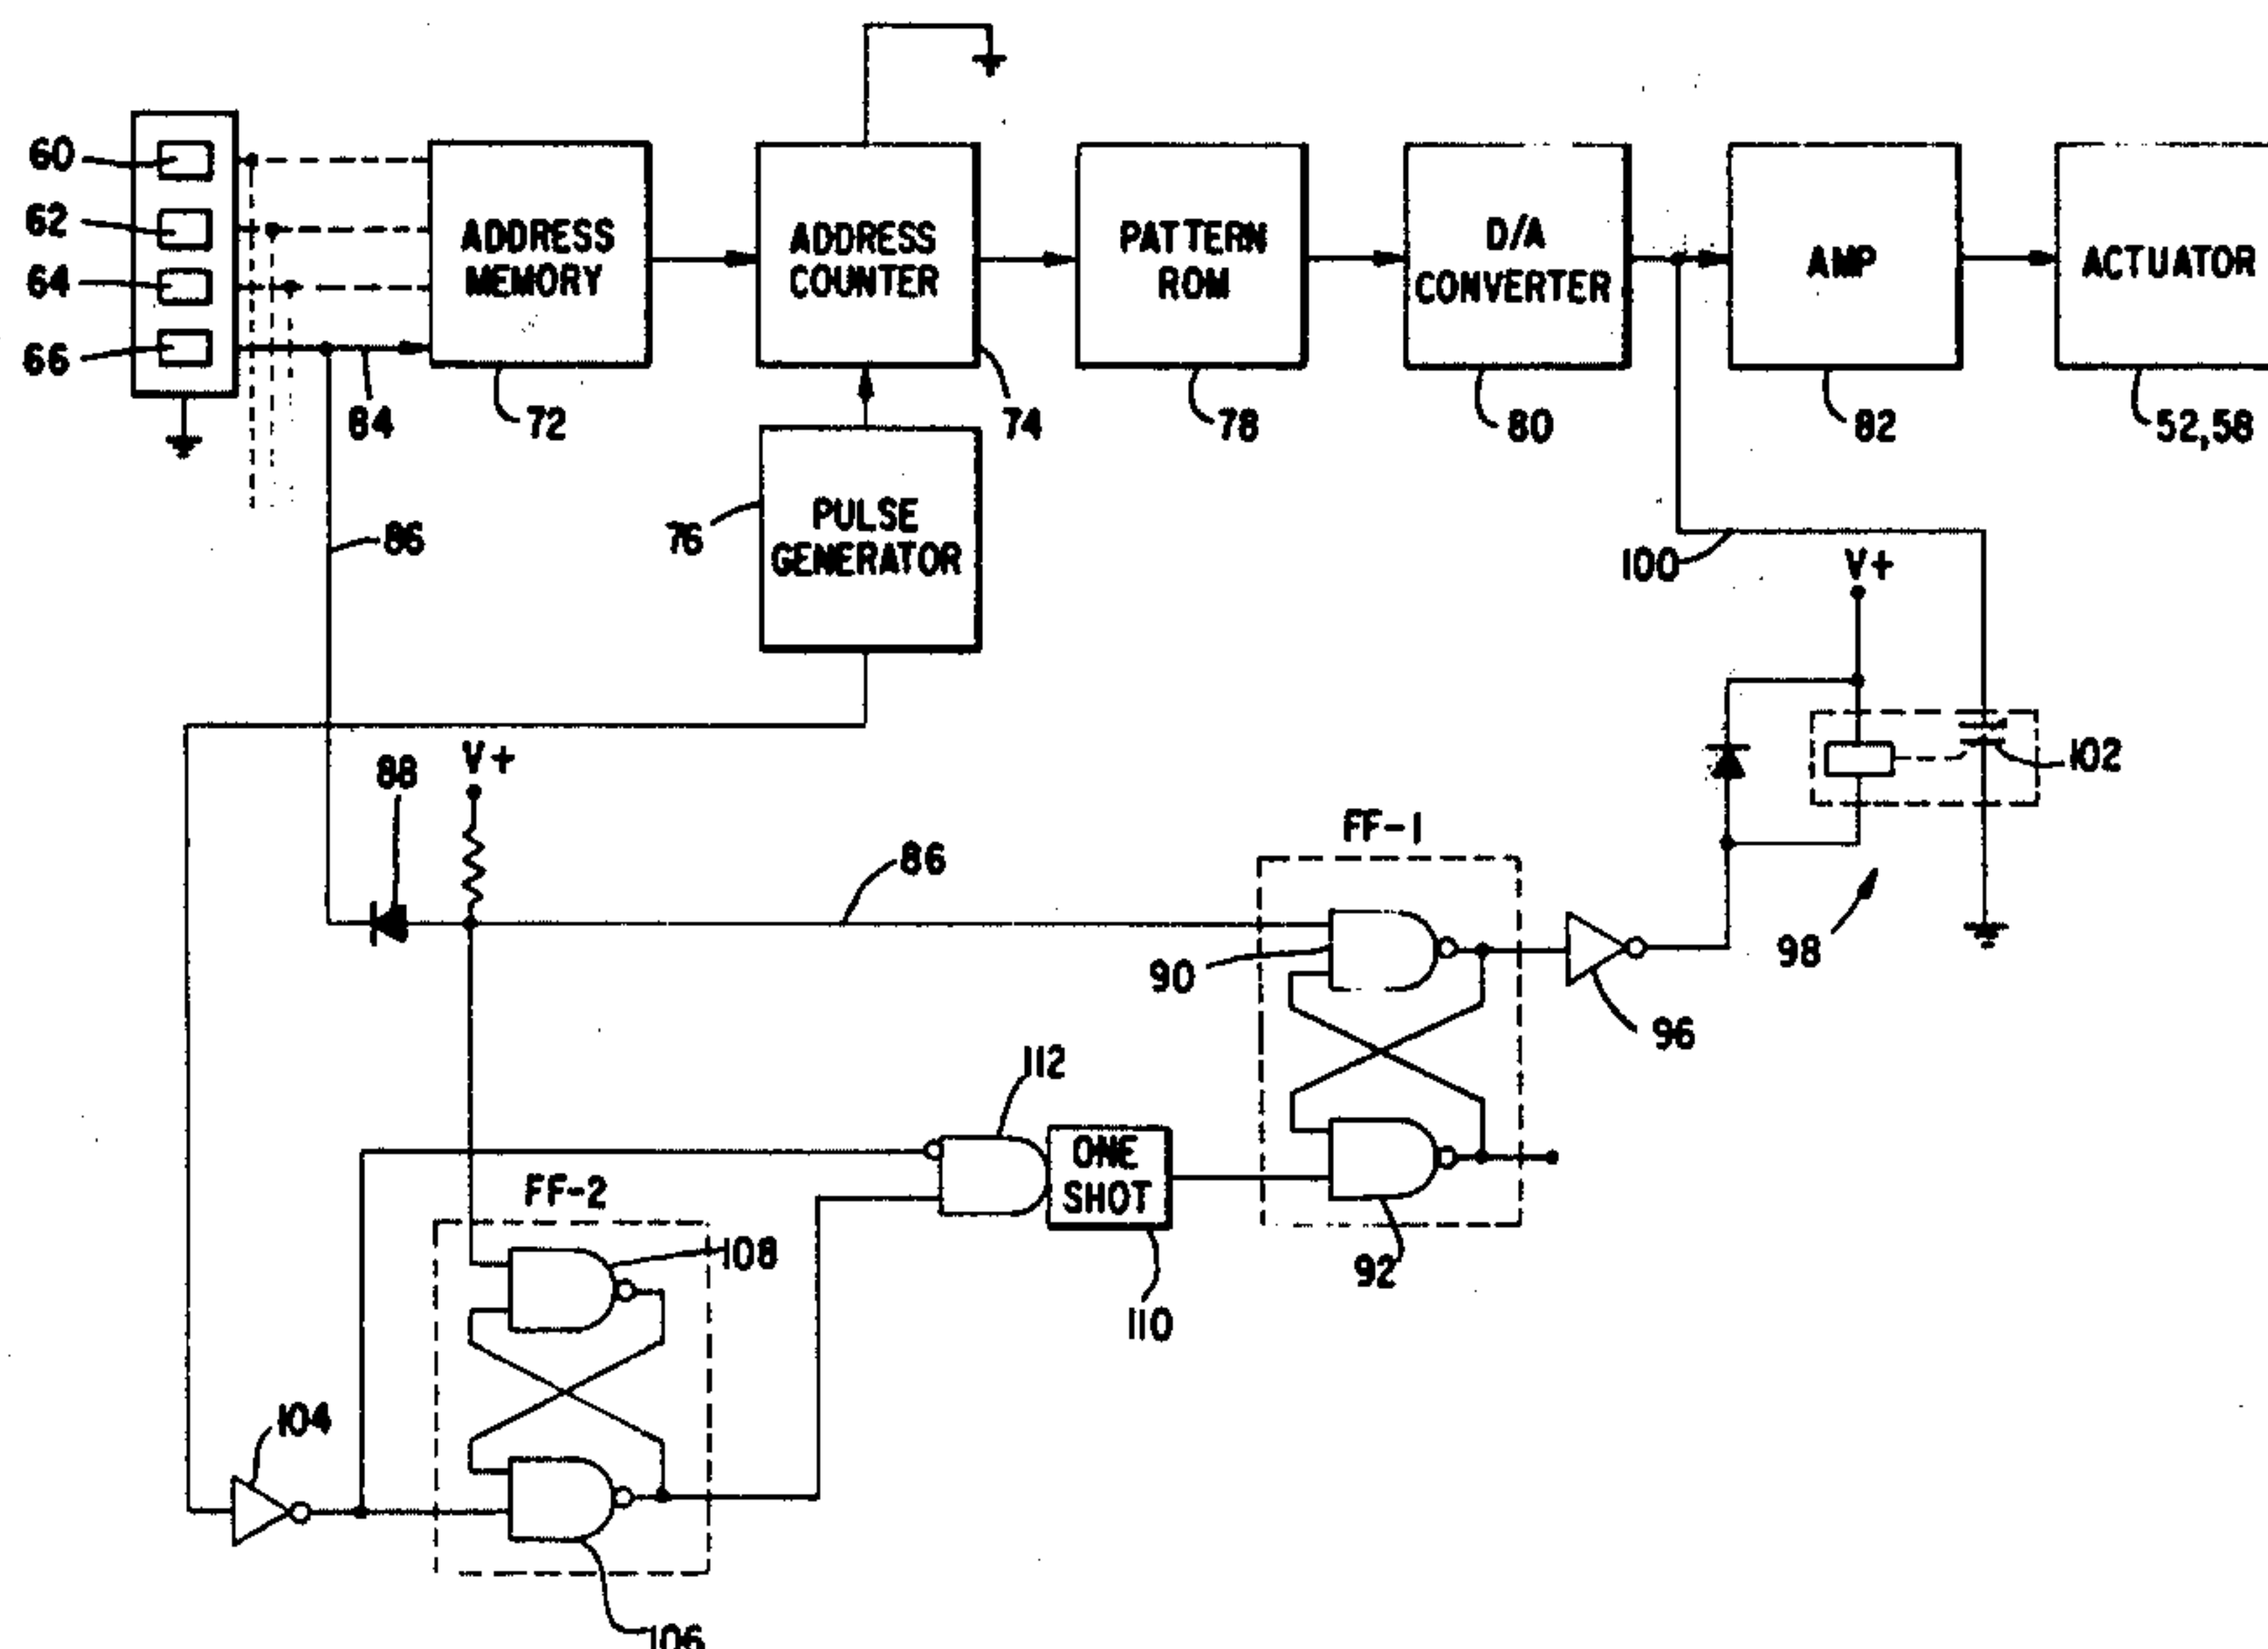 60
62
64
66
ADDRESS
MEMORY
ADDRESS
COUNTER
PATTERN
ROM
D/A
CONVERTER
AMP
ACTUATOR
84
72
74
78
80
82
52,58
86
76
PULSE
GENERATOR
100
V+
88
V+
102
FF-1
86
90
98
96
112
ONE
SHOT
FF-2
108
92
110
104
106